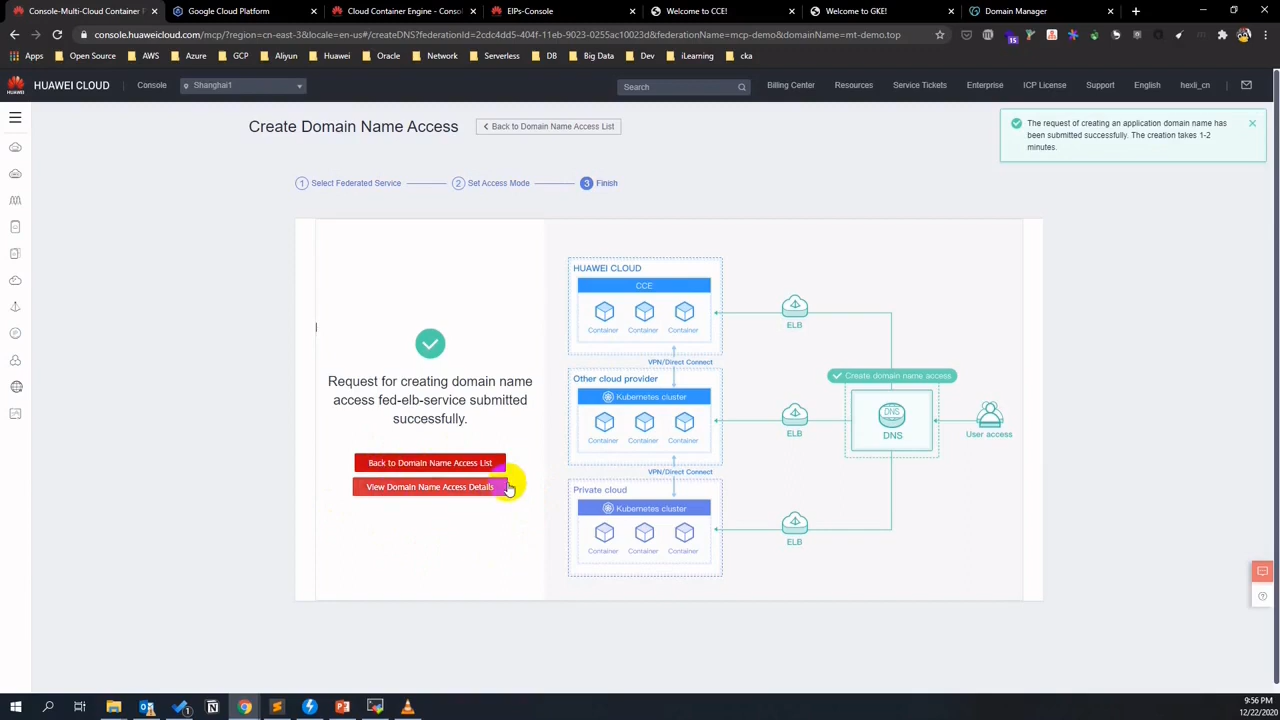 Console-Multi-Cloud Container P
Google Cloud Platform
Federated Container Engine - Conso
EIPs-Console
Welcome to CCE!
Welcome to GKE!
Domain Manager
console.huaweicloud.com/mcp/?region=cn-east-3&locale=en-us#/createDNS?federationId=2cdc4dd5-404f-11eb-9023-0255ac10023d&federationName=mcp-demo&domainName=mt-demo.top
15
Apps
Open Source
AWS
Azure
GCP
Aliyun
Huawei
Oracle
Network
Serverless
DB
Big Data
Dev
iLearning
cka
HUAWEI
HUAWEI CLOUD
Console
Shanghai1
Search
Billing Center
Resources
Service Tickets
Enterprise
ICP License
Support
English
hexli_cn
Create Domain Name Access
Back to Domain Name Access List
The request of creating an application domain name has
been submitted successfully. The creation takes 1-2
minutes.
1 Select Federated Service
2 Set Access Mode
3 Finish
Request for creating domain name
access fed-elb-service submitted
successfully.
Back to Domain Name Access List
View Domain Name Access Details
HUAWEI CLOUD
CCE
Container
Container
Container
VPN/Direct Connect
Other cloud provider
Kubernetes cluster
Container
Container
Container
VPN/Direct Connect
Private cloud
Kubernetes cluster
Container
Container
Container
ELB
ELB
ELB
Create domain name access
DNS
DNS
User access
9:56 PM
12/22/2020